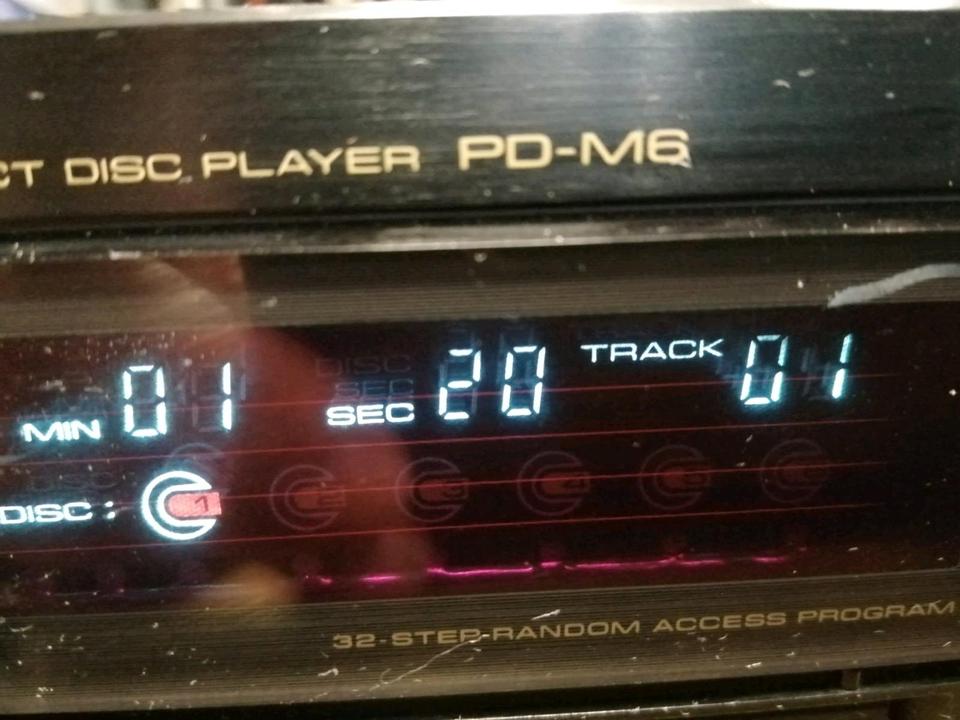 CT DISC PLAYER PD-M6
TRACK 01
MIN 01 SEC 20
DISC : 1
32-STEP-RANDOM ACCESS PROGRAM